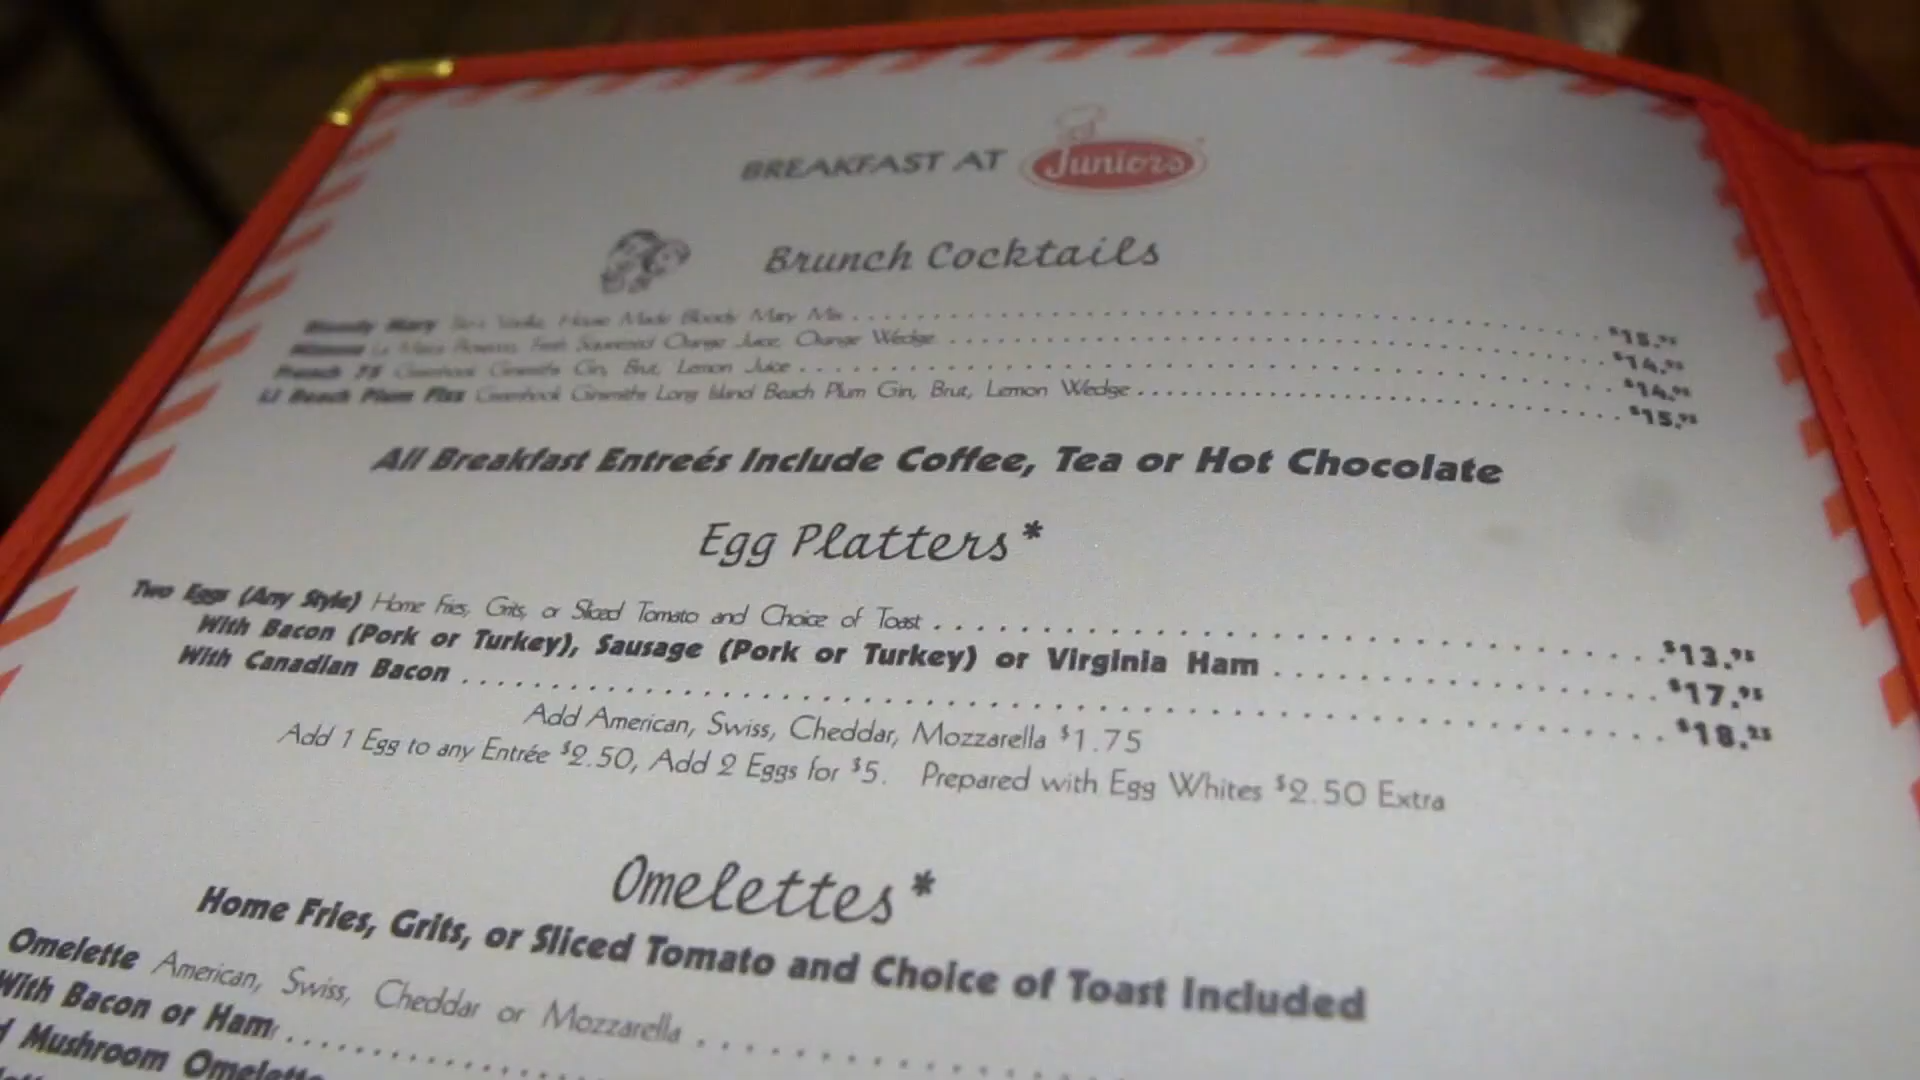 BREAKFAST AT Juniors
Brunch Cocktails
Bloody Mary House Made Bloody Mary Mix $15.95
Mimosa La Marca Prosecco, Fresh Squeezed Orange Juice, Orange Wedge $14.95
French 75 Greenhook Ginsmiths Gin, Brut, Lemon Juice $14.95
LI Beach Plum Fizz Greenhook Ginsmiths Long Island Beach Plum Gin, Brut, Lemon Wedge $15.95
All Breakfast Entreés Include Coffee, Tea or Hot Chocolate
Egg Platters*
Two Eggs (Any Style) Home Fries, Grits, or Sliced Tomato and Choice of Toast $13.95
With Bacon (Pork or Turkey), Sausage (Pork or Turkey) or Virginia Ham $17.95
With Canadian Bacon $18.25
Add American, Swiss, Cheddar, Mozzarella $1.75
Add 1 Egg to any Entrée $2.50, Add 2 Eggs for $5. Prepared with Egg Whites $2.50 Extra
Omelettes*
Home Fries, Grits, or Sliced Tomato and Choice of Toast Included
Omelette American, Swiss, Cheddar or Mozzarella
With Bacon or Ham
Mushroom Omelette